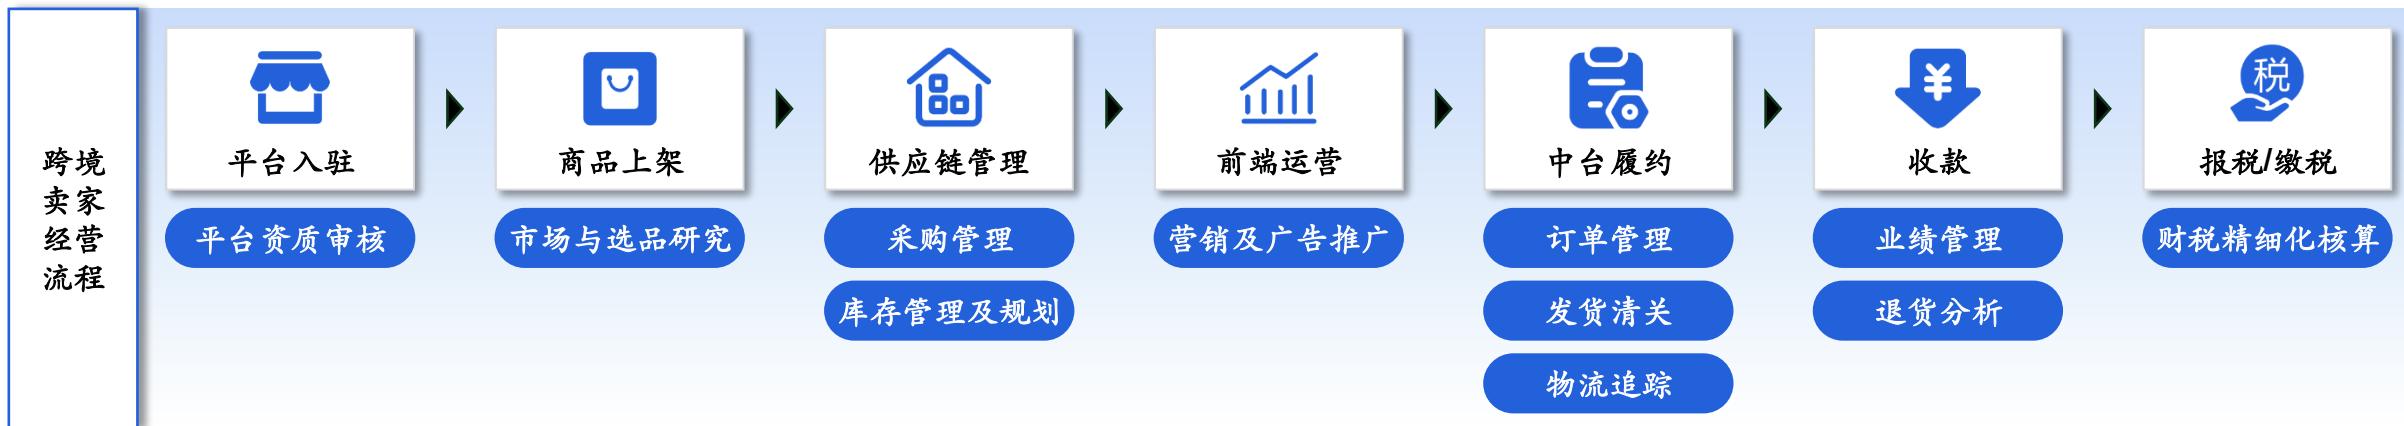 跨境
卖家
经营
流程
平台入驻
平台资质审核
商品上架
市场与选品研究
供应链管理
采购管理
库存管理及规划
前端运营
营销及广告推广
中台履约
订单管理
发货清关
物流追踪
¥
收款
业绩管理
退货分析
税
报税/缴税
财税精细化核算